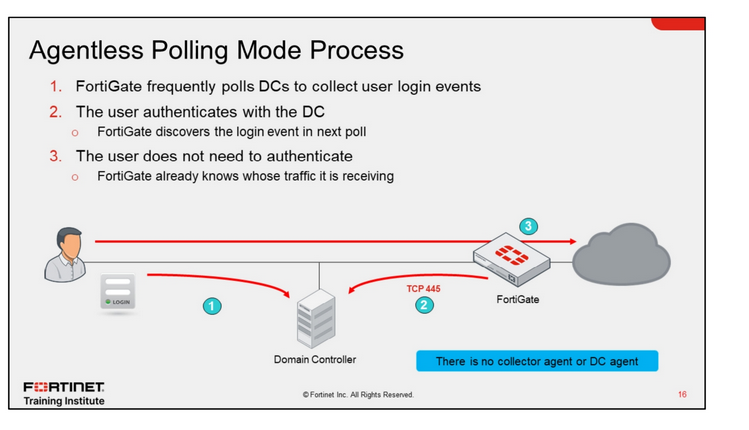 Agentless Polling Mode Process
1. FortiGate frequently polls DCs to collect user login events
2. The user authenticates with the DC
o FortiGate discovers the login event in next poll
3. The user does not need to authenticate
o FortiGate already knows whose traffic it is receiving
3
LOGIN
1
TCP 445
2
FortiGate
Domain Controller
There is no collector agent or DC agent
FORTINET
Training Institute
© Fortinet Inc. All Rights Reserved.
16